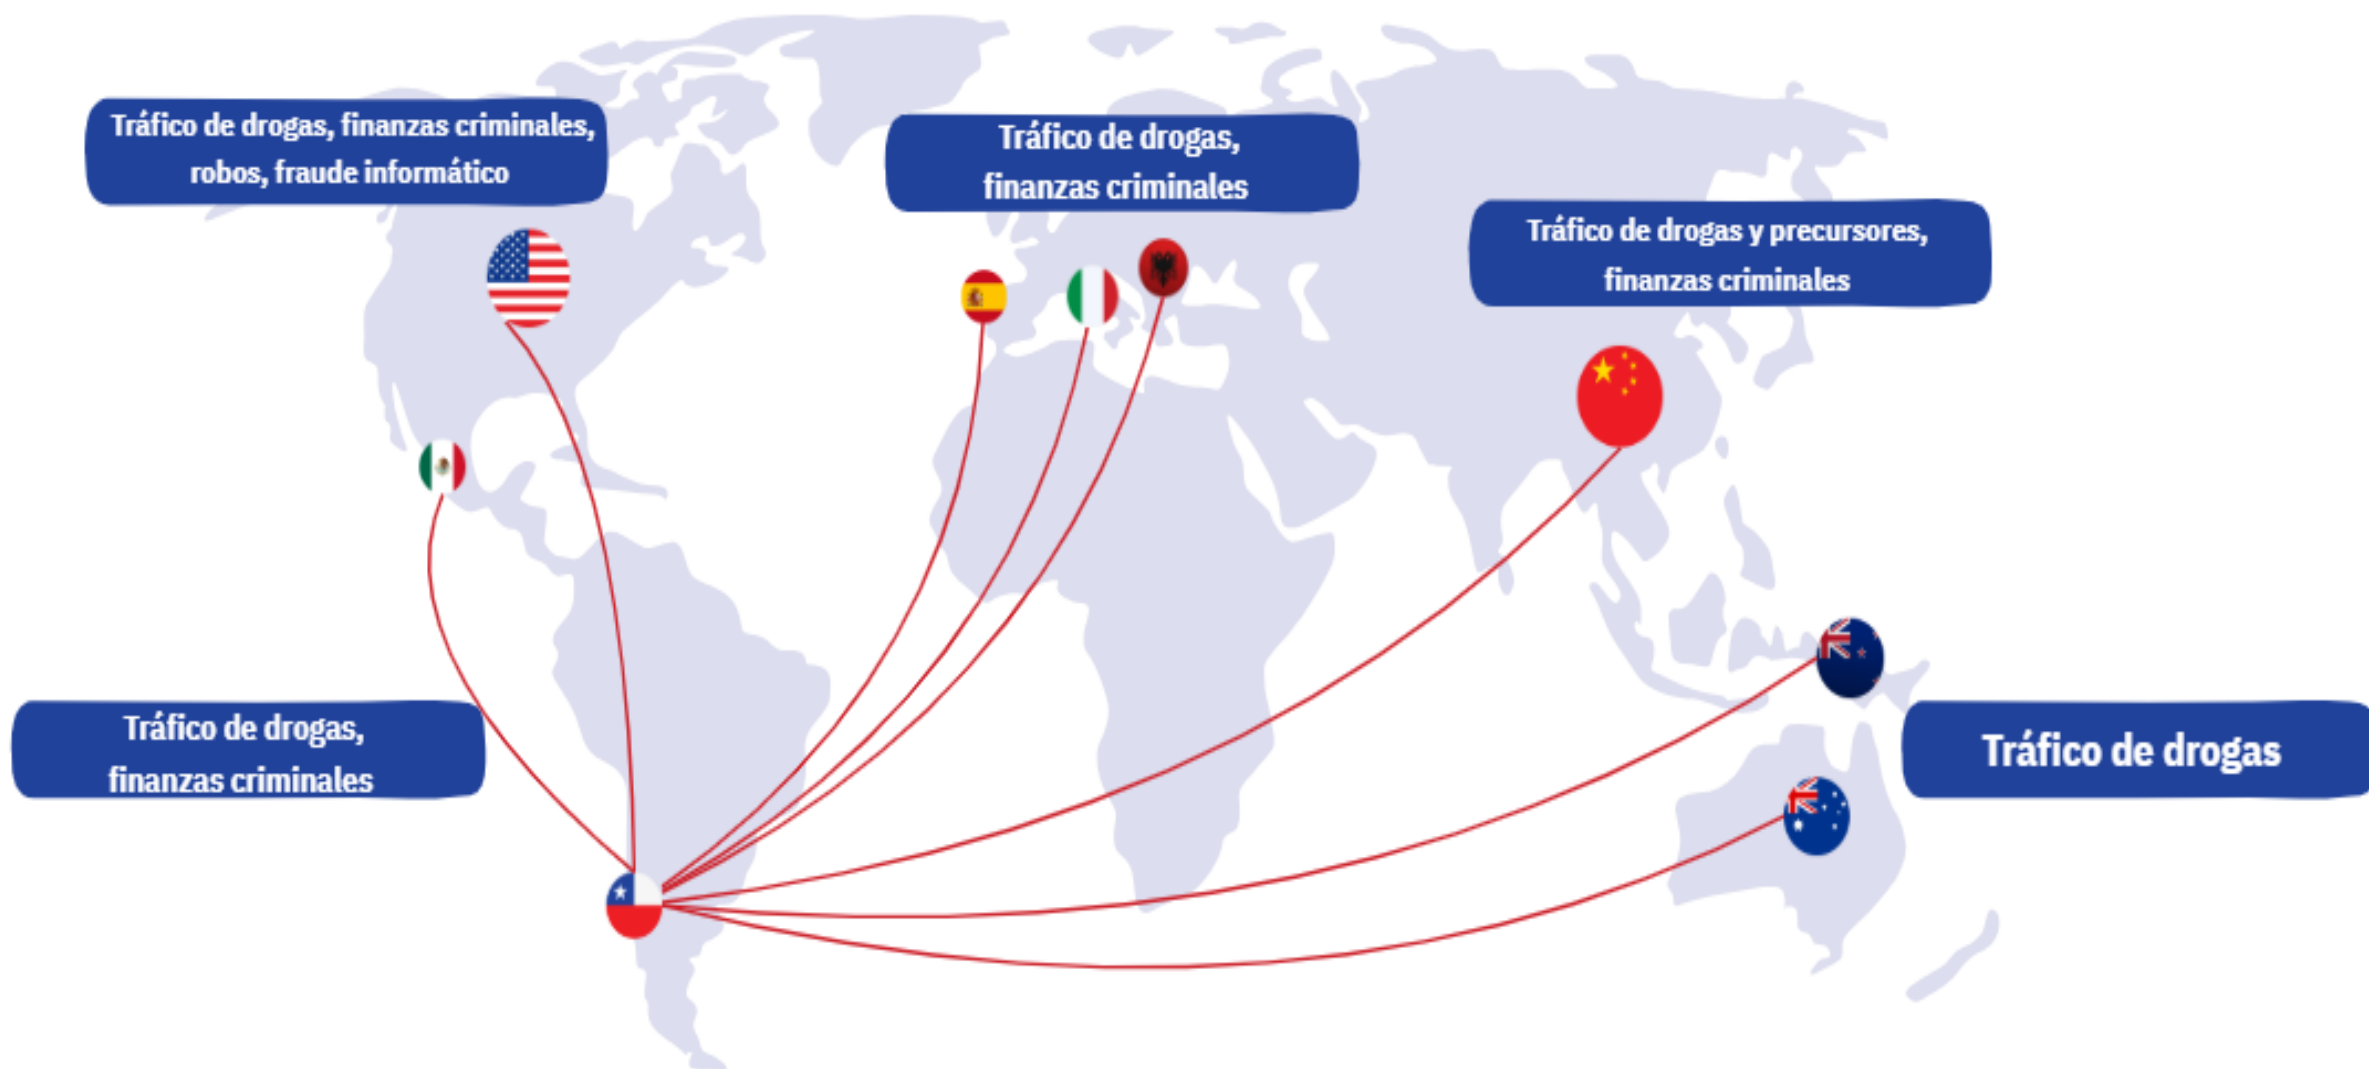 Tráfico de drogas, finanzas criminales,
robos, fraude informático
Tráfico de drogas,
finanzas criminales
Tráfico de drogas y precursores,
finanzas criminales
Tráfico de drogas,
finanzas criminales
Tráfico de drogas